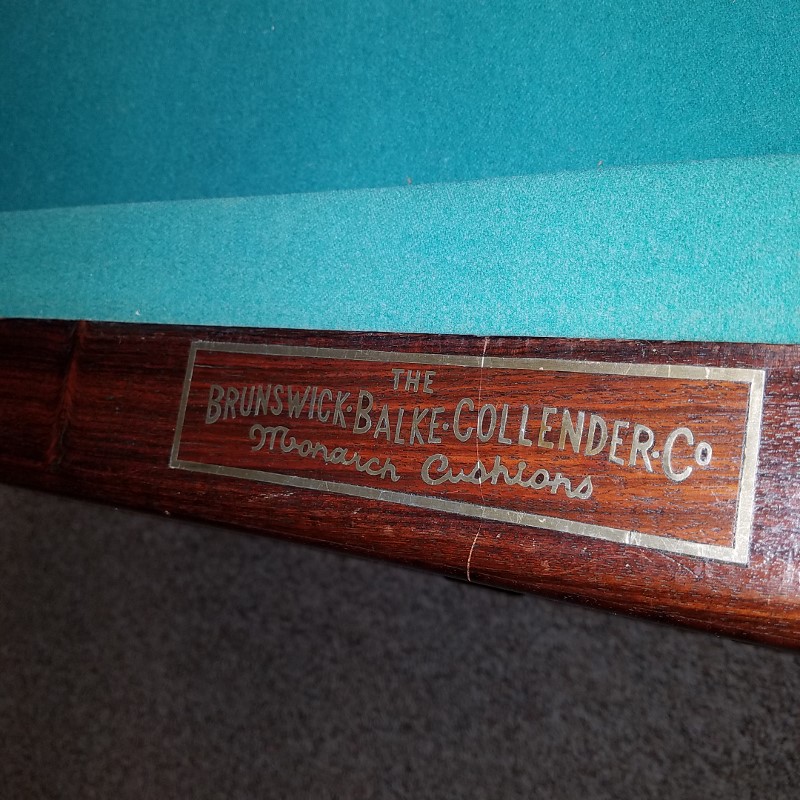 THE
BRUNSWICK·BALKE·COLLENDER·Co
Monarch Cushions